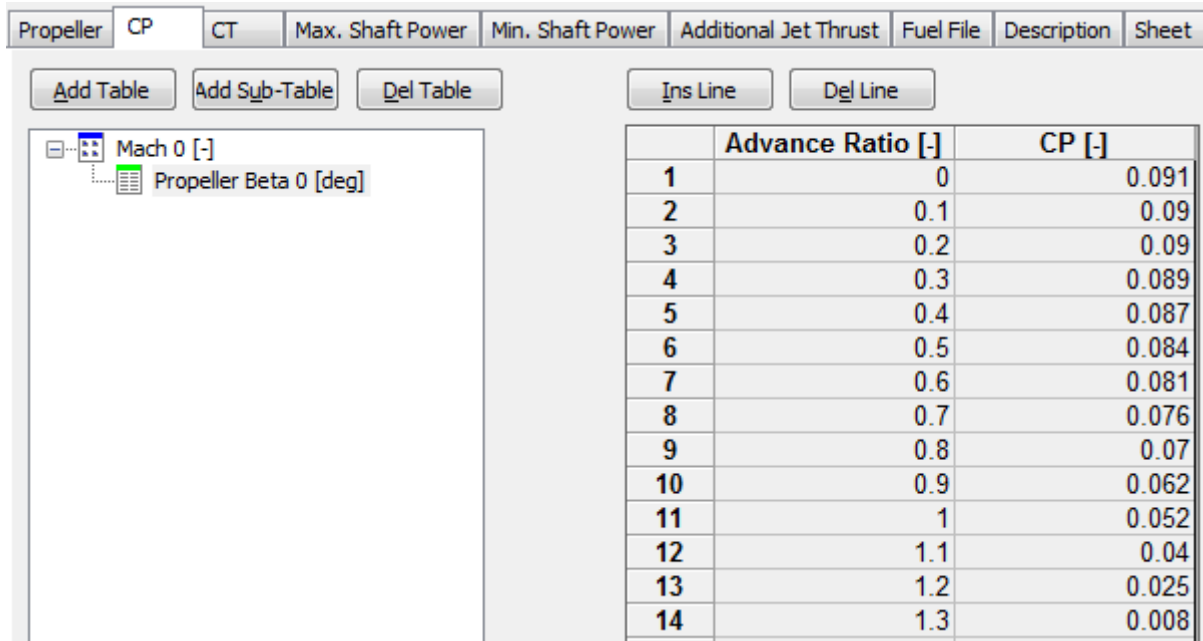 Propeller CP CT Max. Shaft Power Min. Shaft Power Additional Jet Thrust Fuel File Description Sheet
Add Table Add Sub-Table Del Table Ins Line Del Line
Mach 0 [-]
Propeller Beta 0 [deg]
Advance Ratio [-] CP [-]
1 0 0.091
2 0.1 0.09
3 0.2 0.09
4 0.3 0.089
5 0.4 0.087
6 0.5 0.084
7 0.6 0.081
8 0.7 0.076
9 0.8 0.07
10 0.9 0.062
11 1 0.052
12 1.1 0.04
13 1.2 0.025
14 1.3 0.008